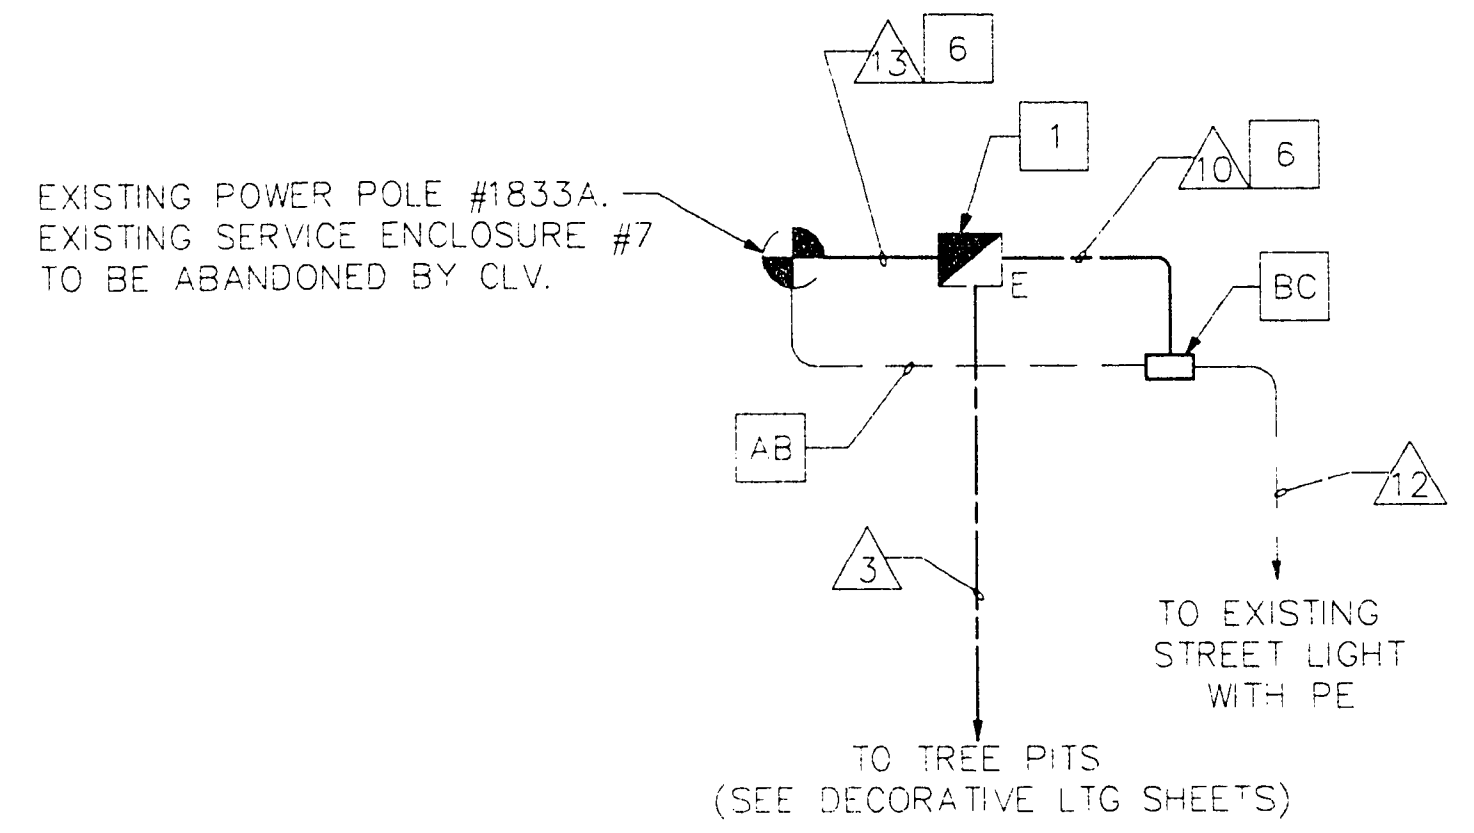 13
6
1
10
6
EXISTING POWER POLE #1833A.
EXISTING SERVICE ENCLOSURE #7
TO BE ABANDONED BY CLV.
E
BC
AB
12
3
TO EXISTING
STREET LIGHT
WITH PE
TO TREE PITS
(SEE DECORATIVE LTG SHEETS)